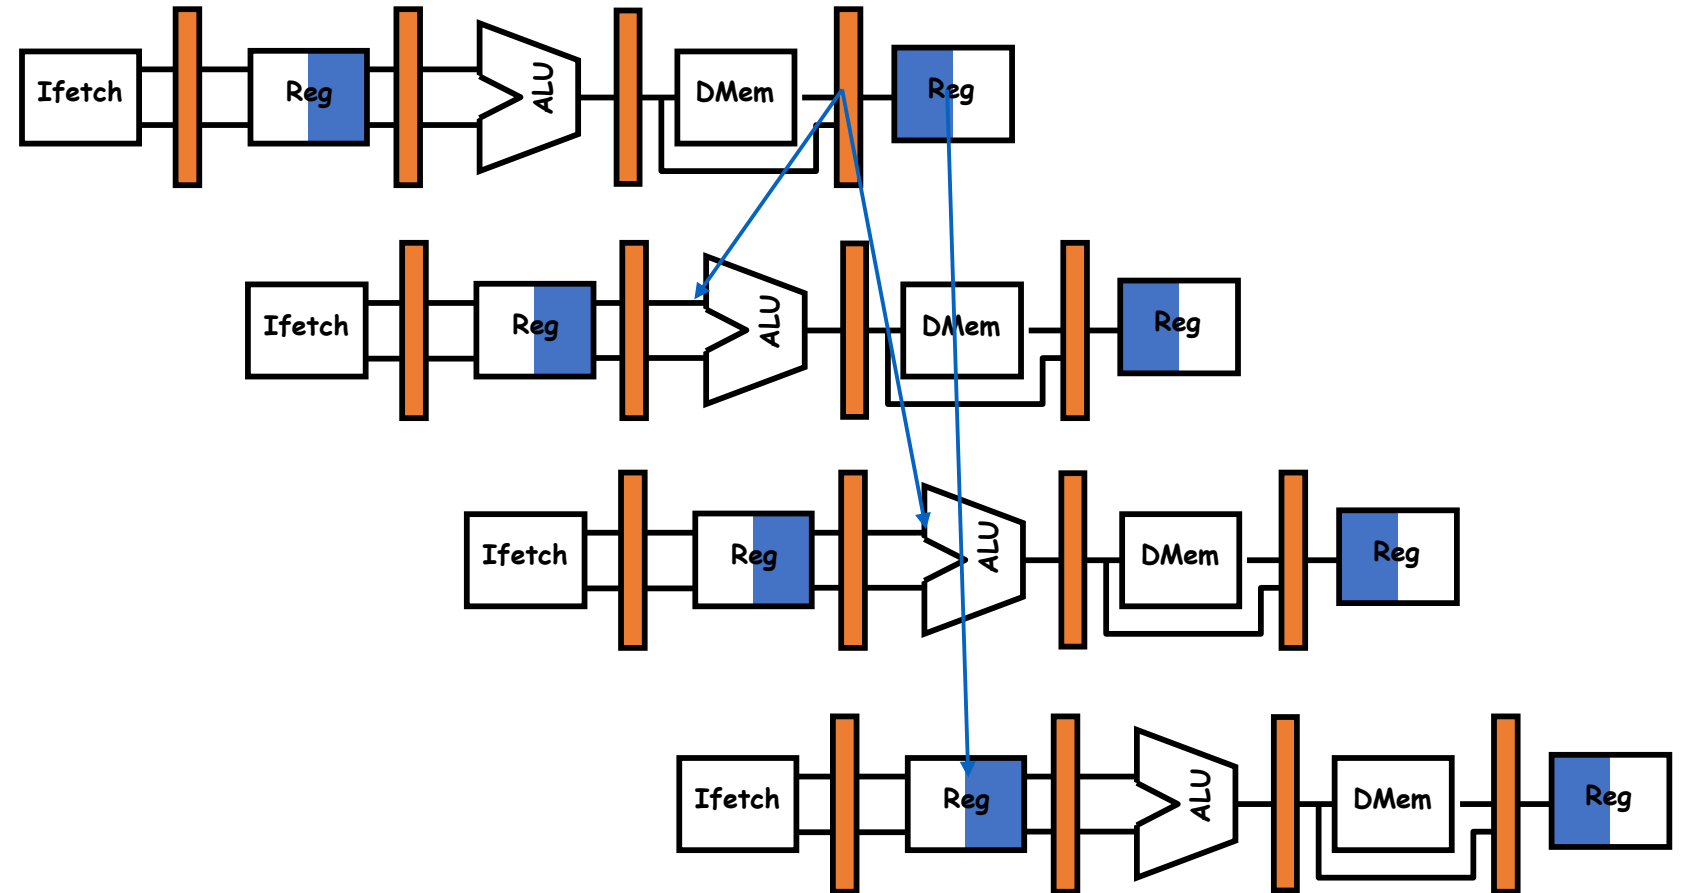 Ifetch
Reg
ALU
DMem
Reg
Ifetch
Reg
ALU
DMem
Reg
Ifetch
Reg
ALU
DMem
Reg
Ifetch
Reg
ALU
DMem
Reg